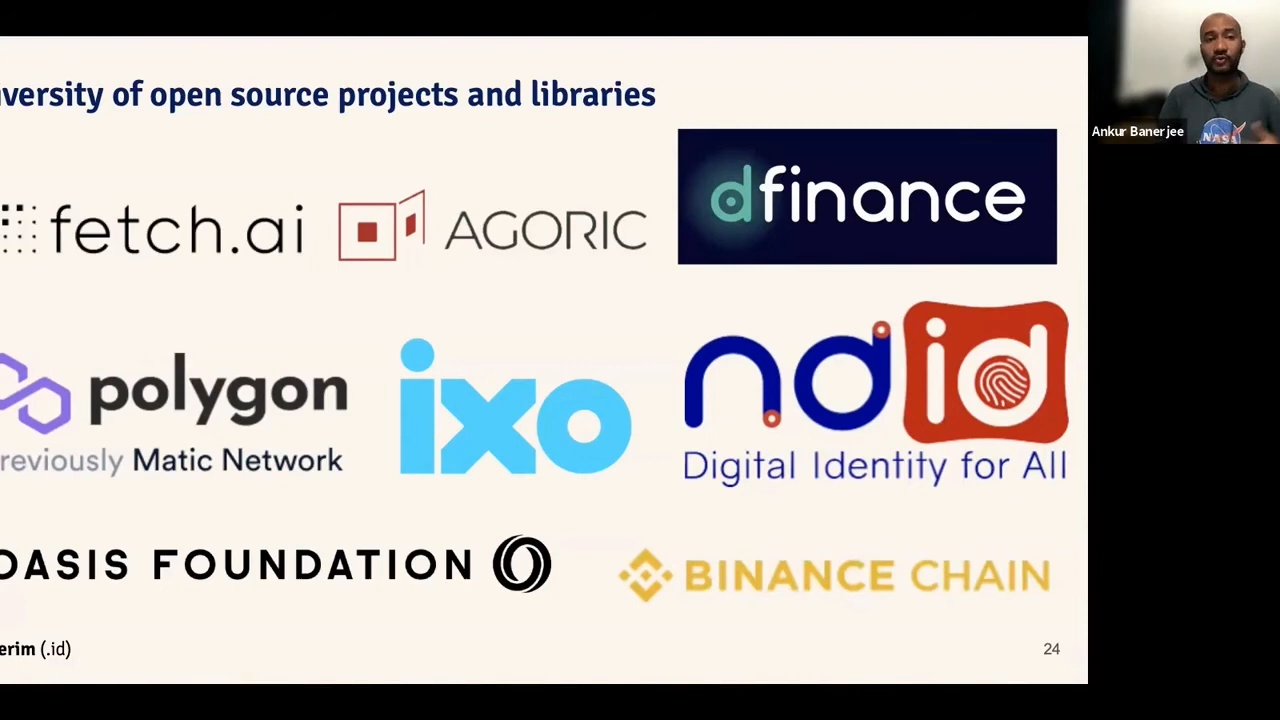 versity of open source projects and libraries
Ankur Banerjee
NASA
fetch.ai
AGORIC
dfinance
polygon
reviously Matic Network
ixo
ndid
Digital Identity for All
OASIS FOUNDATION
BINANCE CHAIN
erim (.id)
24